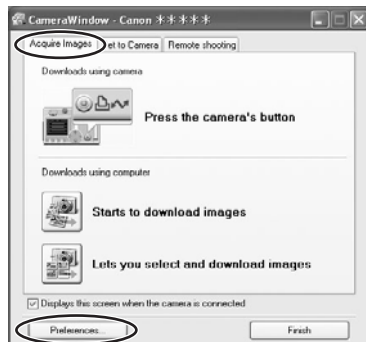 CameraWindow - Canon ＊＊＊＊＊
Acquire Images et to Camera Remote shooting
Downloads using camera
Press the camera's button
Downloads using computer
Starts to download images
Lets you select and download images
Displays this screen when the camera is connected
Preferences... Finish